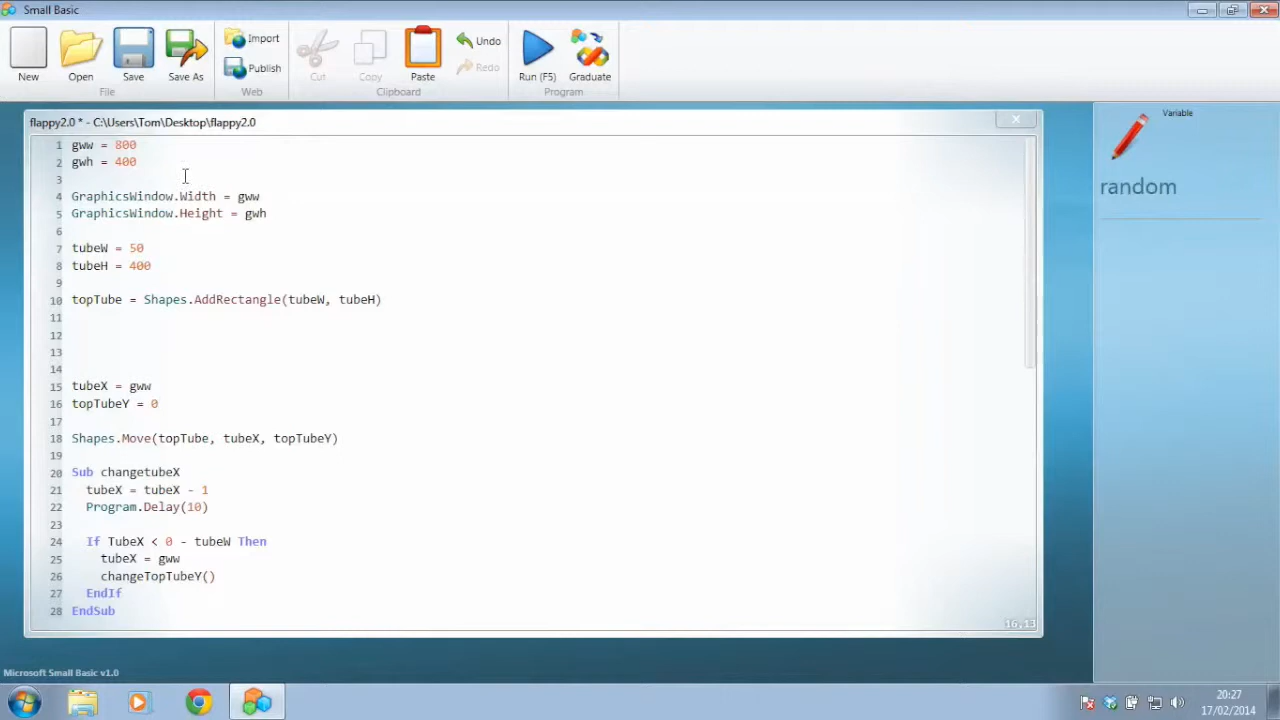 Small Basic
New
Open
Save
Save As
File
Import
Publish
Web
Cut
Copy
Paste
Undo
Redo
Clipboard
Run (F5)
Graduate
Program
flappy2.0 * - C:\Users\Tom\Desktop\flappy2.0
1 gww = 800
2 gwh = 400
3
4 GraphicsWindow.Width = gww
5 GraphicsWindow.Height = gwh
6
7 tubeW = 50
8 tubeH = 400
9
10 topTube = Shapes.AddRectangle(tubeW, tubeH)
11
12
13
14
15 tubeX = gww
16 topTubeY = 0
17
18 Shapes.Move(topTube, tubeX, topTubeY)
19
20 Sub changetubeX
21 tubeX = tubeX - 1
22 Program.Delay(10)
23
24 If TubeX < 0 - tubeW Then
25 tubeX = gww
26 changeTopTubeY()
27 EndIf
28 EndSub
16,13
Variable
random
Microsoft Small Basic v1.0
20:27
17/02/2014